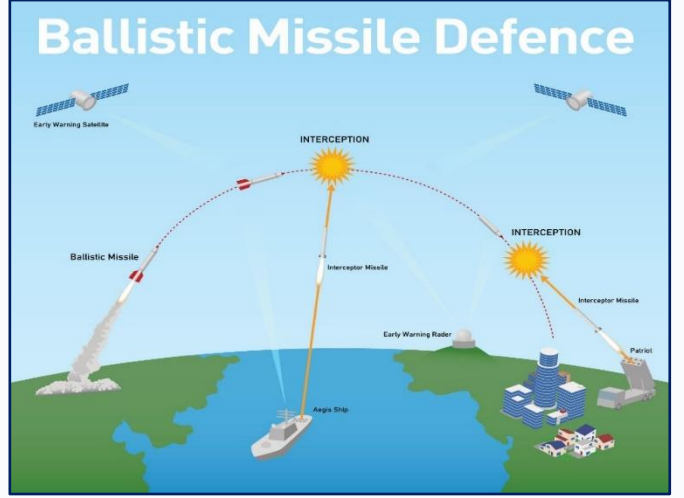 Ballistic Missile Defence
Early Warning Satellite
INTERCEPTION
INTERCEPTION
Ballistic Missile
Interceptor Missile
Interceptor Missile
Early Warning Rader
Patriot
Aegis Ship